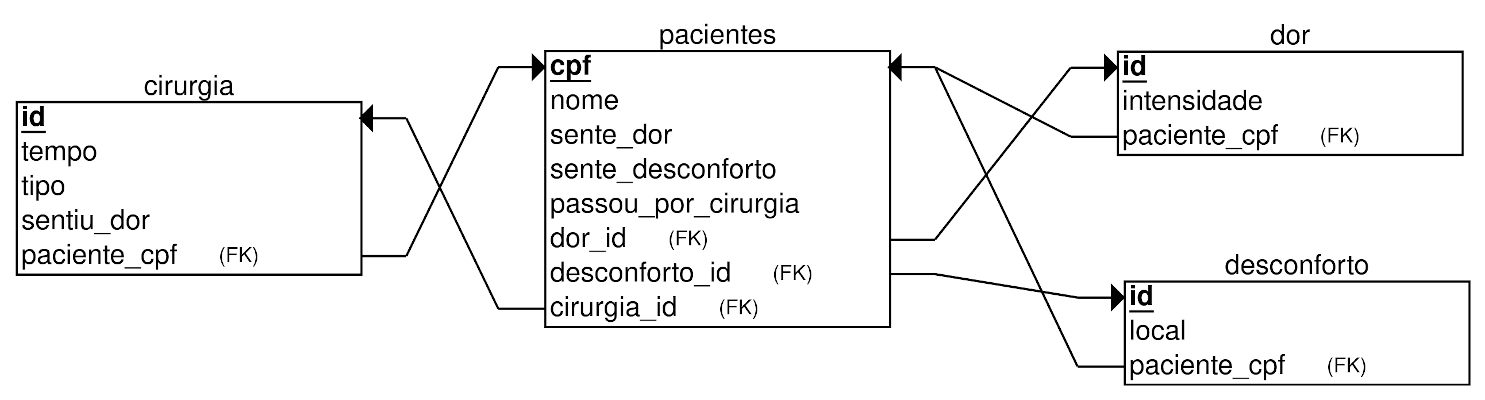 cirurgia
id
tempo
tipo
sentiu_dor
paciente_cpf (FK)
pacientes
cpf
nome
sente_dor
sente_desconforto
passou_por_cirurgia
dor_id (FK)
desconforto_id (FK)
cirurgia_id (FK)
dor
id
intensidade
paciente_cpf (FK)
desconforto
id
local
paciente_cpf (FK)